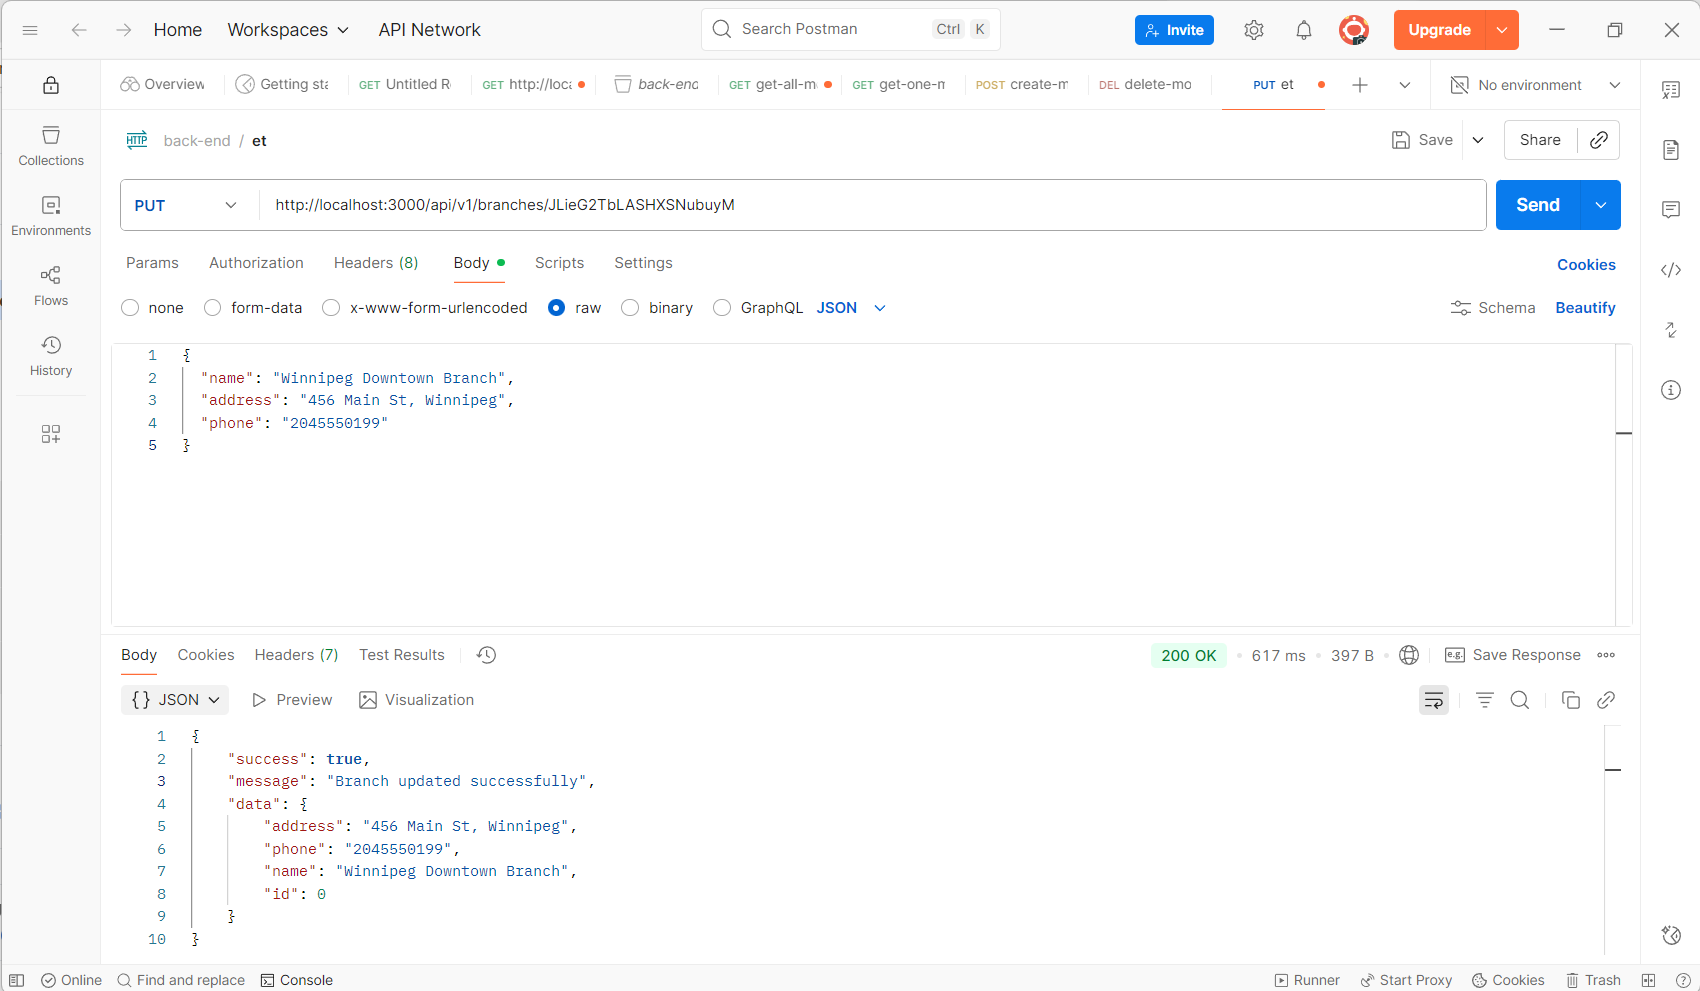 Home Workspaces API Network Search Postman Ctrl K Invite Upgrade
Overview Getting sta GET Untitled R GET http://loca back-end GET get-all-m GET get-one-m POST create-m DEL delete-mo PUT et No environment
HTTP back-end / et Save Share
Collections
Environments
Flows
History
PUT http://localhost:3000/api/v1/branches/JLieG2TbLASHXSNubuyM Send
Params Authorization Headers (8) Body Scripts Settings Cookies
none form-data x-www-form-urlencoded raw binary GraphQL JSON Schema Beautify
1 {
2 "name": "Winnipeg Downtown Branch",
3 "address": "456 Main St, Winnipeg",
4 "phone": "2045550199"
5 }
Body Cookies Headers (7) Test Results 200 OK 617 ms 397 B e.g. Save Response
{} JSON Preview Visualization
1 {
2 "success": true,
3 "message": "Branch updated successfully",
4 "data": {
5 "address": "456 Main St, Winnipeg",
6 "phone": "2045550199",
7 "name": "Winnipeg Downtown Branch",
8 "id": 0
9 }
10 }
Online Find and replace Console Runner Start Proxy Cookies Trash